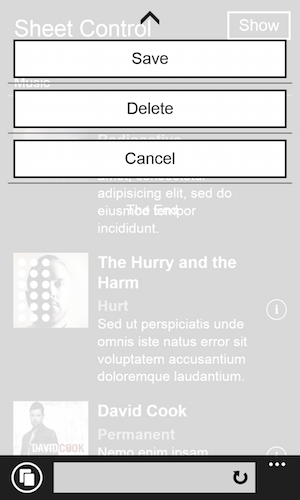 Sheet Control
Show
Save
Music
Delete
Radioactive
Cancel
amet, consectetur
adipisicing elit, sed do
eiusmod tempor
The End
incididunt.
The Hurry and the
Harm
Hurt
Sed ut perspiciatis unde
omnis iste natus error sit
voluptatem accusantium
doloremque laudantium.
David Cook
DAVID COOK
Permanent
Nemo enim ipsam